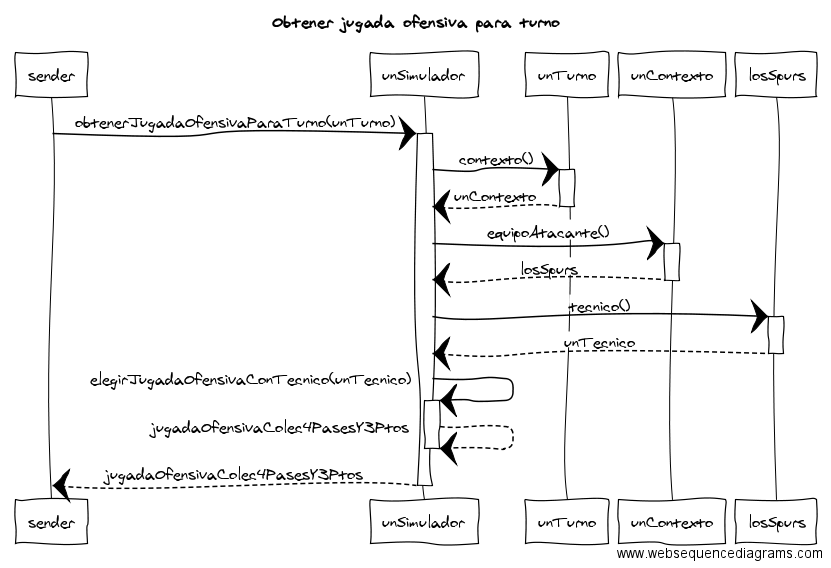 Obtener jugada ofensiva para turno
sender unSimulador unTurno unContexto losSpurs
obtenerJugadaOfensivaParaTurno(unTurno)
contexto()
unContexto
equipoAtacante()
losSpurs
tecnico()
unTecnico
elegirJugadaOfensivaConTecnico(unTecnico)
jugadaOfensivaColec4PasesY3Ptos
jugadaOfensivaColec4PasesY3Ptos
sender unSimulador unTurno unContexto losSpurs
www.websequencediagrams.com